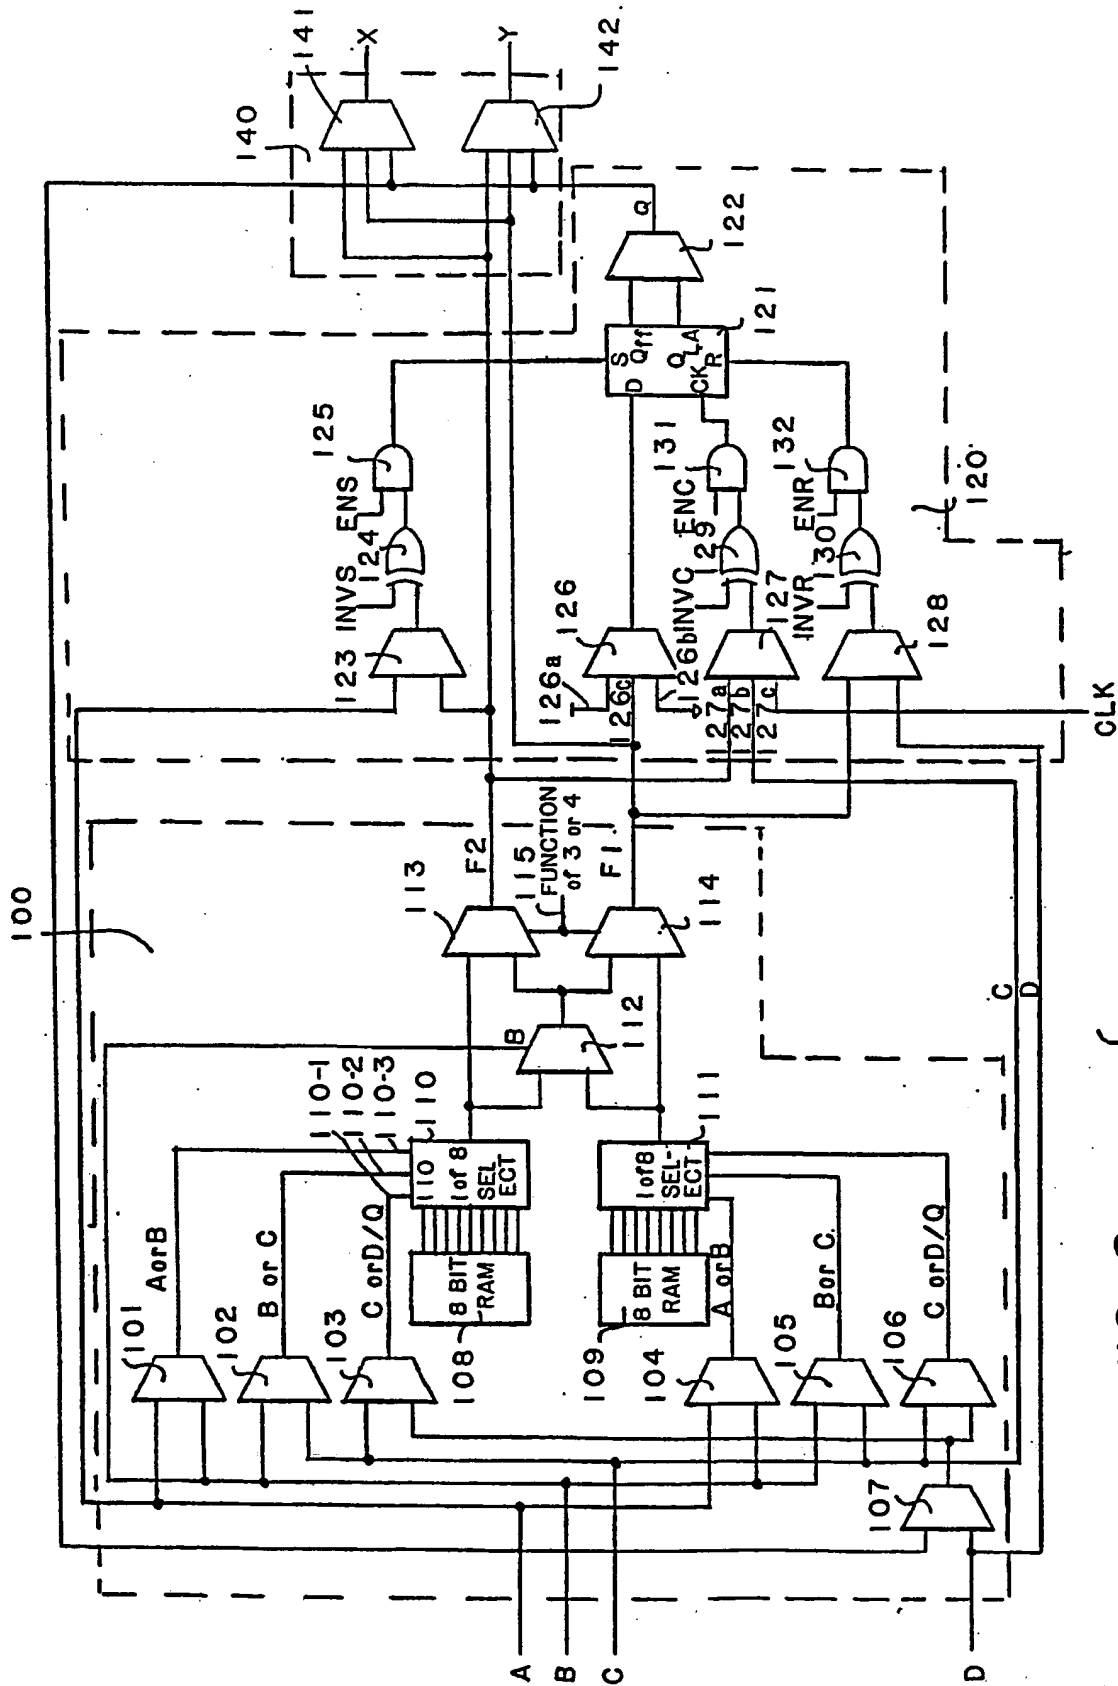 100
140
141
X
Y
142
INVS
ENS
125
124
123
Q
122
S
Qff
D
Q LA
CK
R
121
126a
126
126c
126b
INVC
ENC
131
129
127a
127b
127c
127
INVR
ENR
132
130
128
120
CLK
F2
113
115
FUNCTION
of 3 or 4
F1
114
B
112
110-1
110-2
110-3
110
110
1 of 8
SEL
ECT
111
1 of 8
SEL-
ECT
A or B
101
B or C
102
C or D/Q
103
8 BIT
RAM
108
8 BIT
RAM
109
A or B
104
B or C
105
C or D/Q
106
107
C
D
A
B
C
D